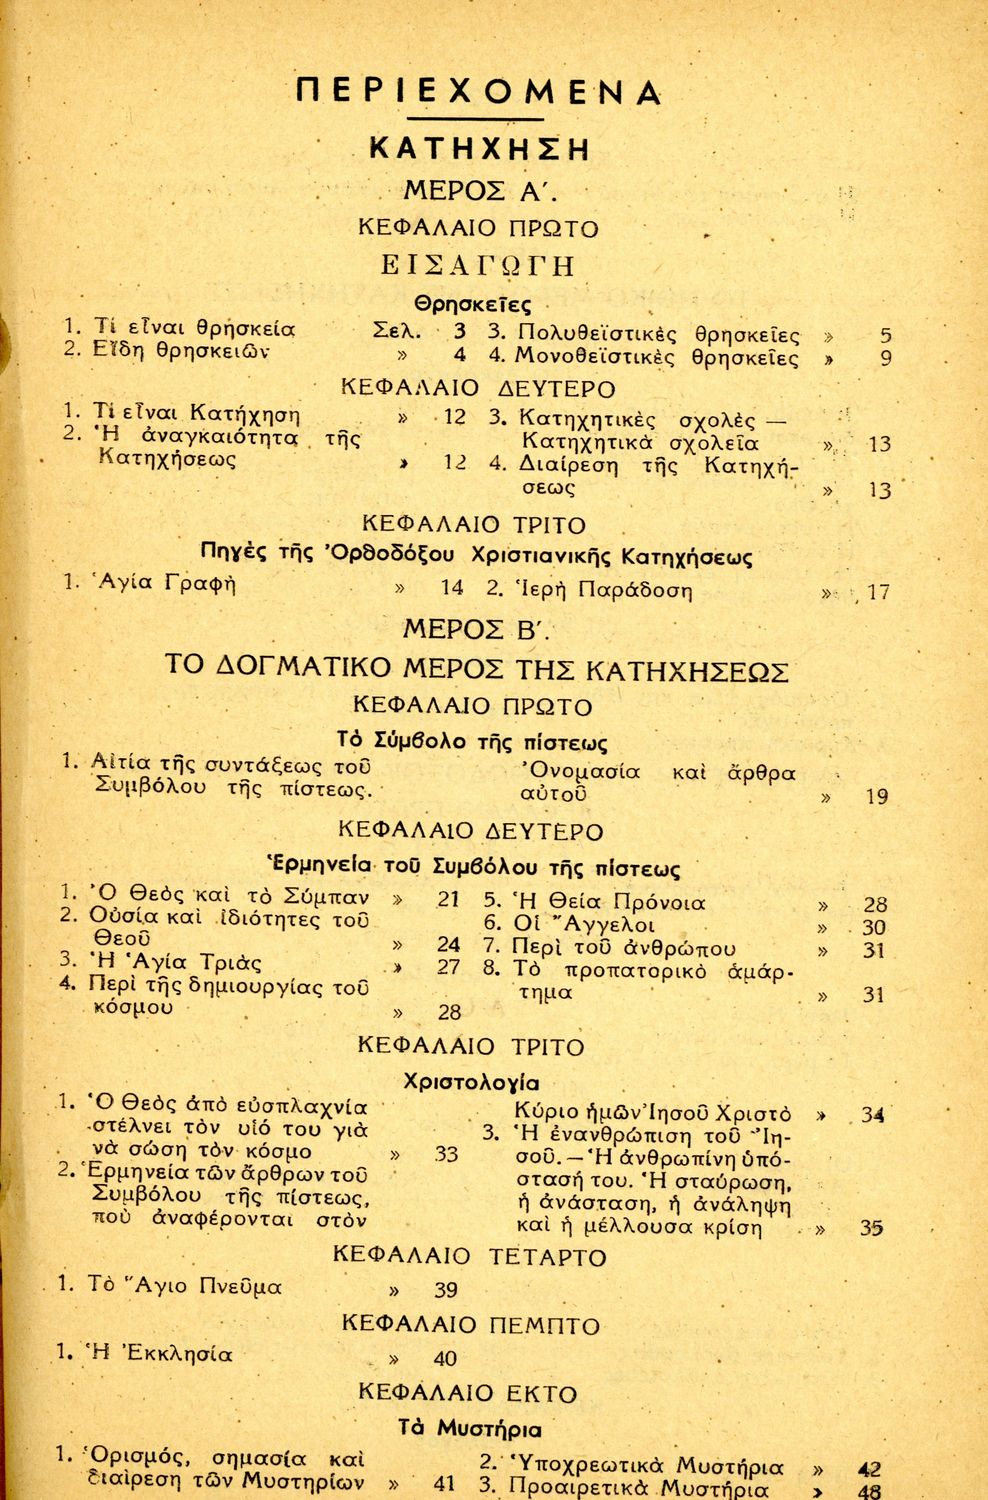 ΠΕΡΙΕΧΟΜΕΝΑ
ΚΑΤΗΧΗΣΗ
ΜΕΡΟΣ Α΄.
ΚΕΦΑΛΑΙΟ ΠΡΩΤΟ
ΕΙΣΑΓΩΓΗ
Θρησκεῖες
1. Τί εἶναι θρησκεία Σελ. 3
2. Εἴδη θρησκειῶν » 4
3. Πολυθεϊστικὲς θρησκεῖες » 5
4. Μονοθεϊστικὲς θρησκεῖες » 9
ΚΕΦΑΛΑΙΟ ΔΕΥΤΕΡΟ
1. Τί εἶναι Κατήχηση » 12
2. Ἡ ἀναγκαιότητα τῆς
Κατηχήσεως » 12
3. Κατηχητικὲς σχολὲς —
Κατηχητικὰ σχολεῖα » 13
4. Διαίρεση τῆς Κατηχή-
σεως » 13
ΚΕΦΑΛΑΙΟ ΤΡΙΤΟ
Πηγὲς τῆς Ὀρθοδόξου Χριστιανικῆς Κατηχήσεως
1. Ἁγία Γραφὴ » 14
2. Ἱερὴ Παράδοση » 17
ΜΕΡΟΣ Β΄.
ΤΟ ΔΟΓΜΑΤΙΚΟ ΜΕΡΟΣ ΤΗΣ ΚΑΤΗΧΗΣΕΩΣ
ΚΕΦΑΛΑΙΟ ΠΡΩΤΟ
Τὸ Σύμβολο τῆς πίστεως
1. Αἰτία τῆς συντάξεως τοῦ
Συμβόλου τῆς πίστεως.
Ὀνομασία καὶ ἄρθρα
αὐτοῦ » 19
ΚΕΦΑΛΑΙΟ ΔΕΥΤΕΡΟ
Ἑρμηνεία τοῦ Συμβόλου τῆς πίστεως
1. Ὁ Θεὸς καὶ τὸ Σύμπαν » 21
2. Οὐσία καὶ ἰδιότητες τοῦ
Θεοῦ » 24
3. Ἡ Ἁγία Τριὰς » 27
4. Περὶ τῆς δημιουργίας τοῦ
κόσμου » 28
5. Ἡ Θεία Πρόνοια » 28
6. Οἱ Ἄγγελοι » 30
7. Περὶ τοῦ ἀνθρώπου » 31
8. Τὸ προπατορικὸ ἁμάρ-
τημα » 31
ΚΕΦΑΛΑΙΟ ΤΡΙΤΟ
Χριστολογία
1. Ὁ Θεὸς ἀπὸ εὐσπλαχνία
στέλνει τὸν υἱό του γιὰ
νὰ σώση τὸν κόσμο » 33
2. Ἑρμηνεία τῶν ἄρθρων τοῦ
Συμβόλου τῆς πίστεως,
ποὺ ἀναφέρονται στὸν
Κύριο ἡμῶν Ἰησοῦ Χριστὸ » 34
3. Ἡ ἐνανθρώπιση τοῦ Ἰη-
σοῦ. — Ἡ ἀνθρωπίνη ὑπό-
στασή του. Ἡ σταύρωση,
ἡ ἀνάσταση, ἡ ἀνάληψη
καὶ ἡ μέλλουσα κρίση » 35
ΚΕΦΑΛΑΙΟ ΤΕΤΑΡΤΟ
1. Τὸ Ἅγιο Πνεῦμα » 39
ΚΕΦΑΛΑΙΟ ΠΕΜΠΤΟ
1. Ἡ Ἐκκλησία » 40
ΚΕΦΑΛΑΙΟ ΕΚΤΟ
Τὰ Μυστήρια
1. Ὁρισμός, σημασία καὶ
διαίρεση τῶν Μυστηρίων » 41
2. Ὑποχρεωτικὰ Μυστήρια » 42
3. Προαιρετικὰ Μυστήρια » 48